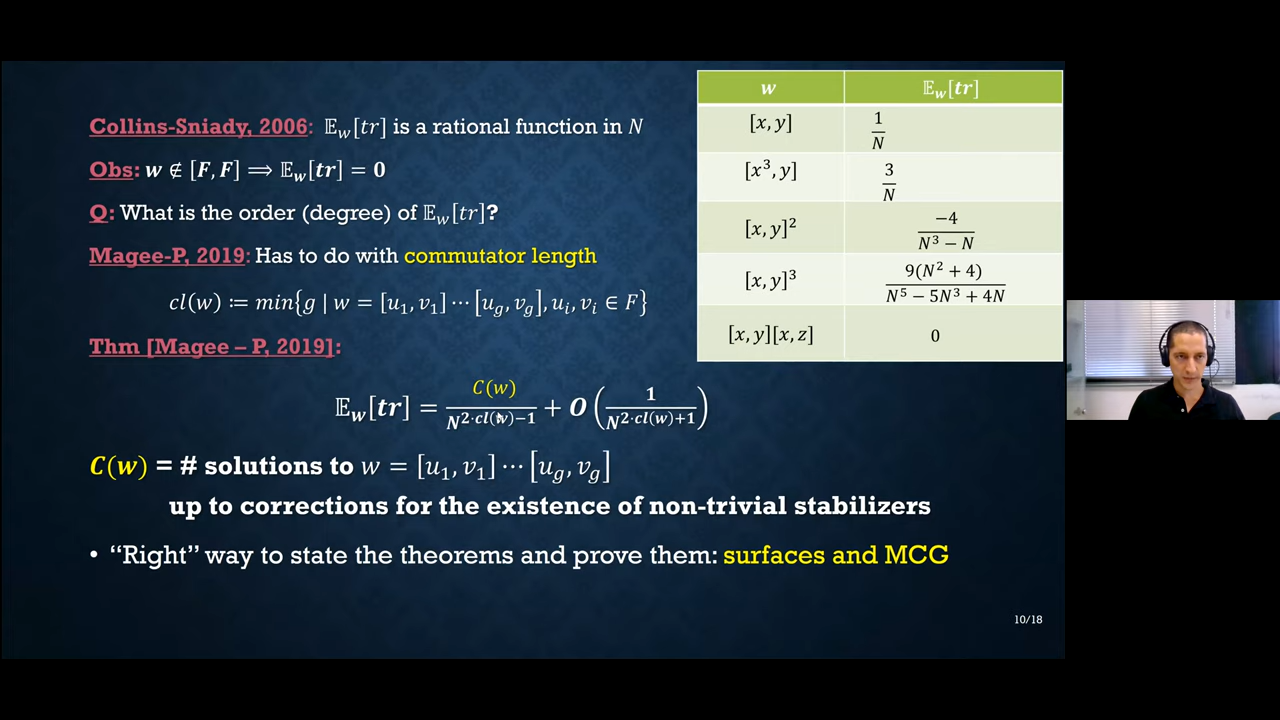 Collins-Sniady, 2006: 𝔼_w[tr] is a rational function in N
Obs: w ∉ [F, F] ⟹ 𝔼_w[tr] = 0
Q: What is the order (degree) of 𝔼_w[tr]?
Magee-P, 2019: Has to do with commutator length
cl(w) ≔ min{g | w = [u₁, v₁] ⋯ [u_g, v_g], u_i, v_i ∈ F}
Thm [Magee – P, 2019]:
𝔼_w[tr] = C(w) / N^{2·cl(w)−1} + O(1 / N^{2·cl(w)+1})
C(w) = # solutions to w = [u₁, v₁] ⋯ [u_g, v_g]
up to corrections for the existence of non-trivial stabilizers
• “Right” way to state the theorems and prove them: surfaces and MCG
w 𝔼_w[tr]
[x, y] 1/N
[x³, y] 3/N
[x, y]² −4 / (N³ − N)
[x, y]³ 9(N² + 4) / (N⁵ − 5N³ + 4N)
[x, y][x, z] 0
10/18